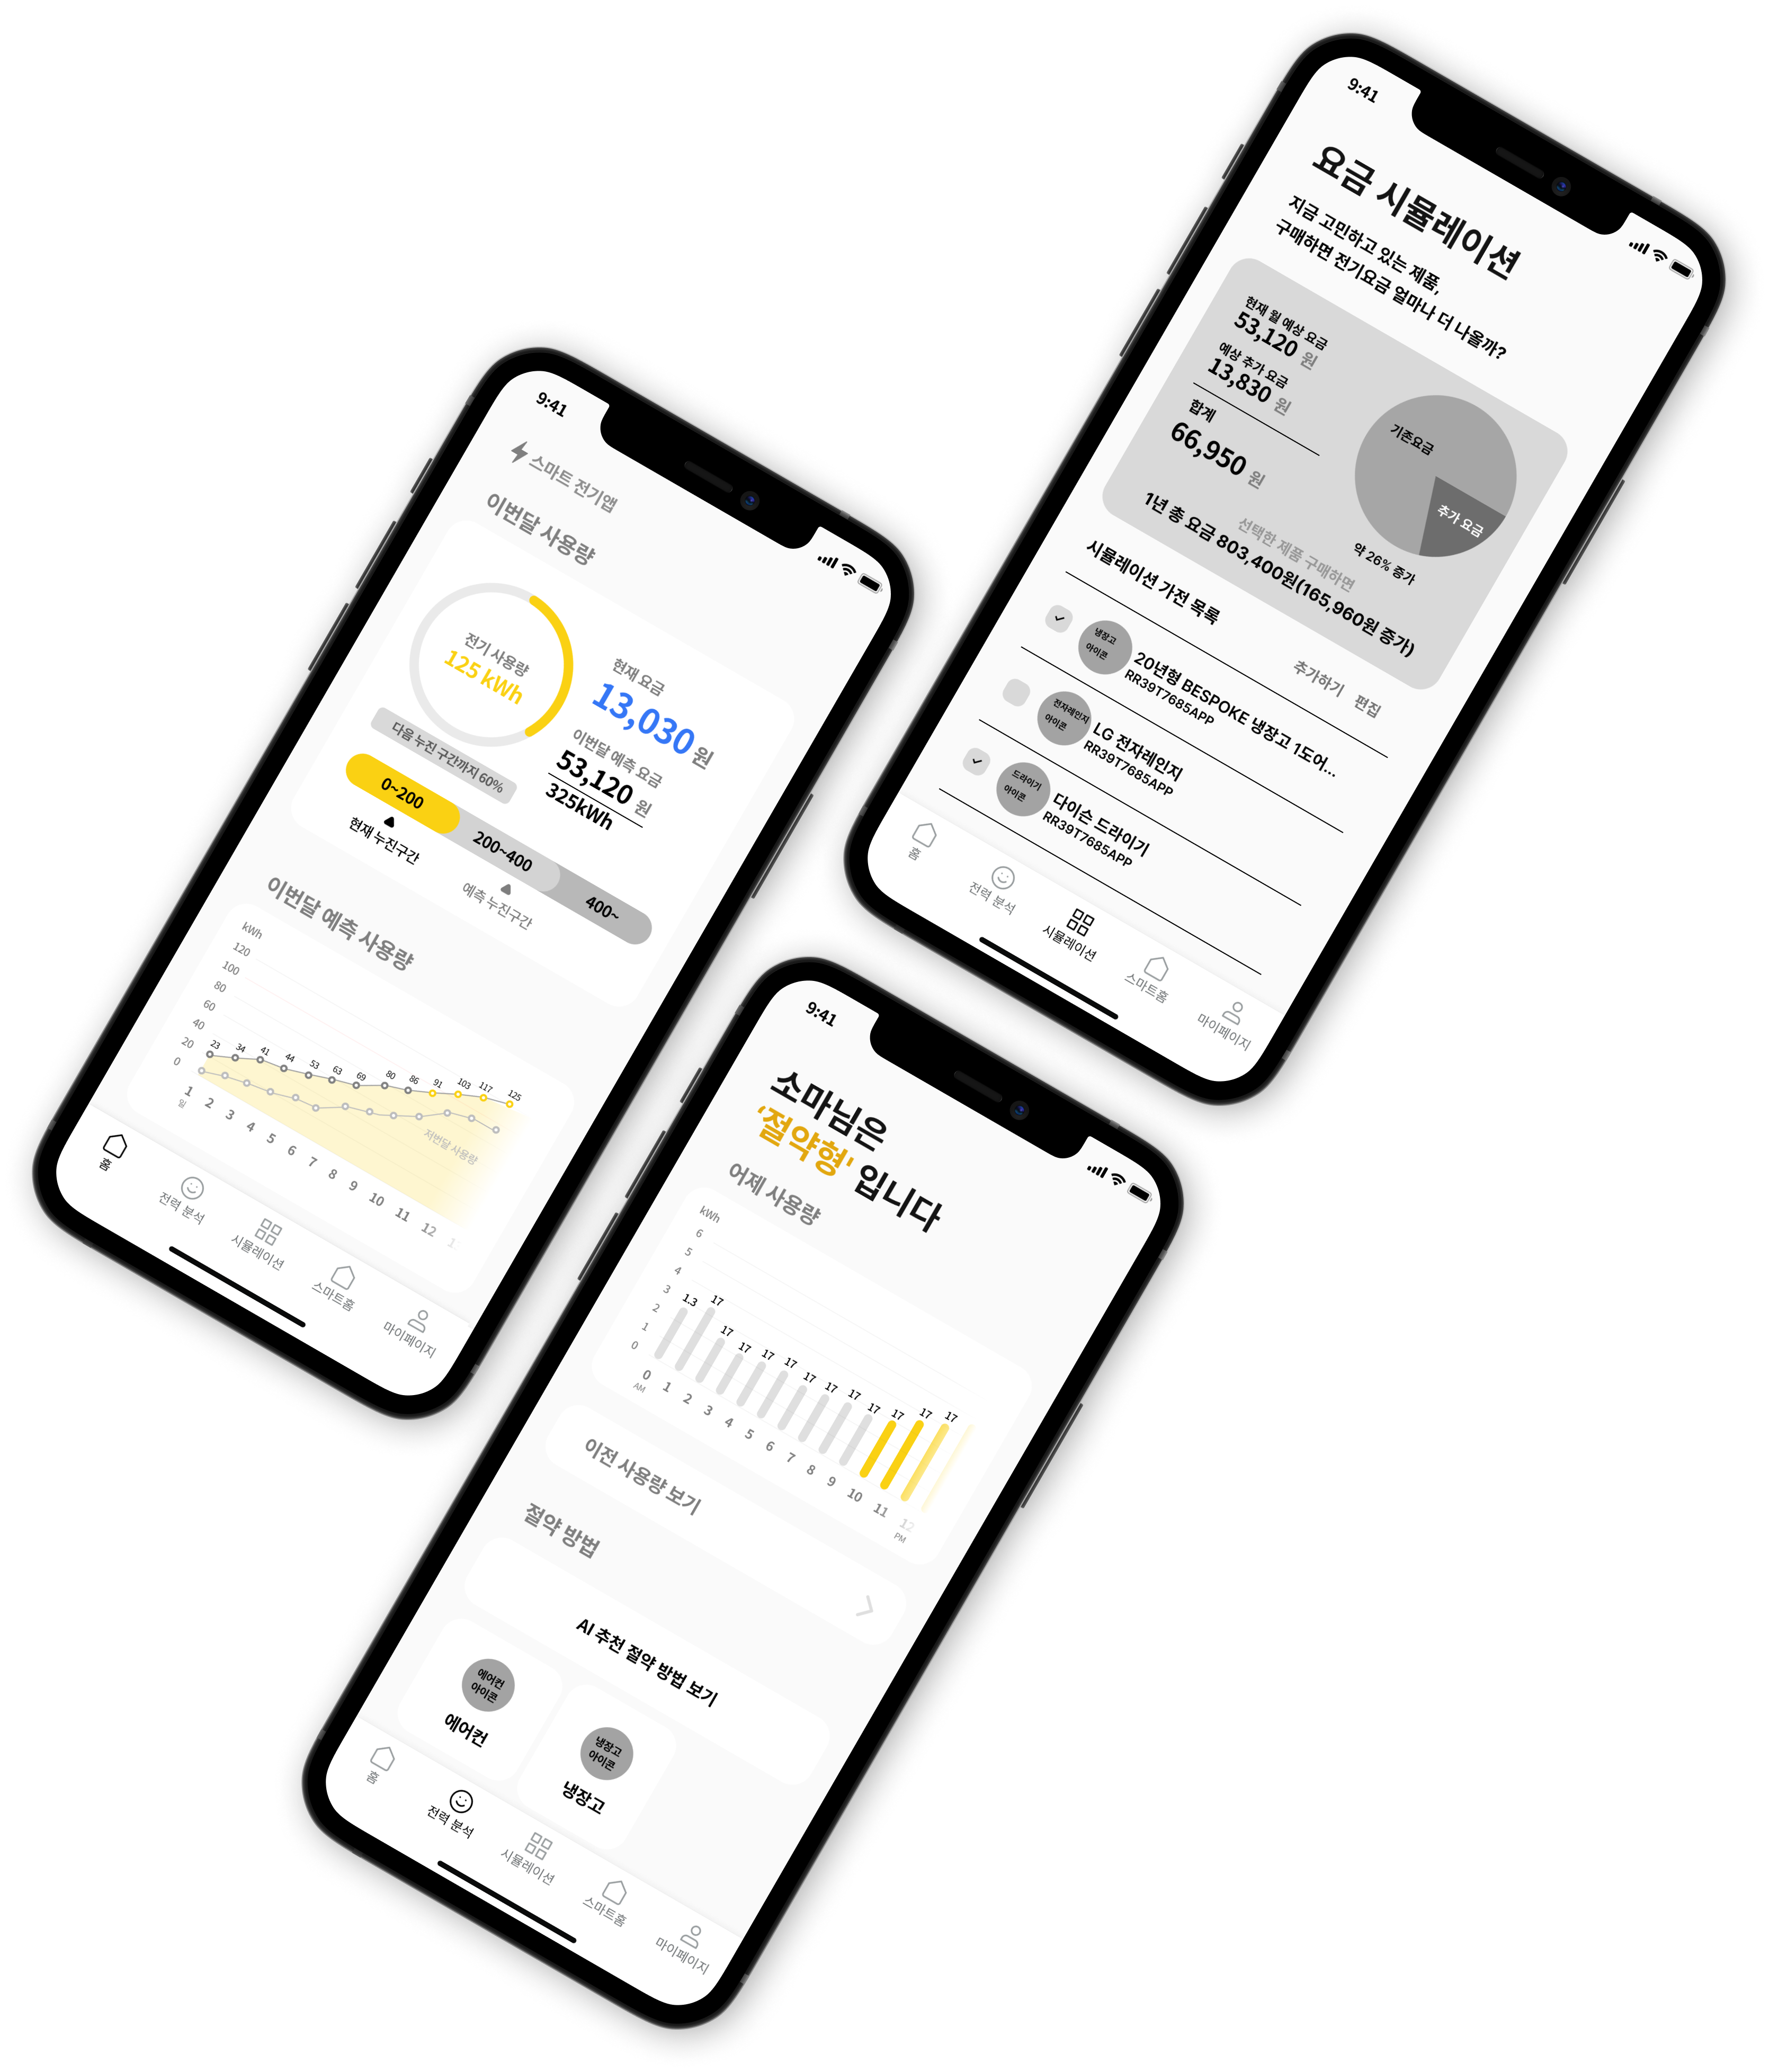 9:41
스마트 전기앱
이번달 사용량
전기 사용량
125 kWh
현재 요금
13,030원
이번달 예측 요금
53,120 원
325kWh
다음 누진 구간까지 60%
0~200
200~400
400~
현재 누진구간
예측 누진구간
이번달 예측 사용량
kWh
120
100
80
60
40
20
0
23 34 41 44 53 63 69 80 86 91 103 117 125
저번달 사용량
1 2 3 4 5 6 7 8 9 10 11 12
일
홈
전력 분석
시뮬레이션
스마트홈
마이페이지
9:41
요금 시뮬레이션
지금 고민하고 있는 제품,
구매하면 전기요금 얼마나 더 나올까?
현재 월 예상 요금
53,120 원
예상 추가 요금
13,830 원
합계
66,950 원
기존요금
추가 요금
약 26% 증가
선택한 제품 구매하면
1년 총 요금 803,400원(165,960원 증가)
시뮬레이션 가전 목록
추가하기 편집
냉장고
아이콘
20년형 BESPOKE 냉장고 1도어...
RR39T7685APP
전자레인지
아이콘
LG 전자레인지
RR39T7685APP
드라이기
아이콘
다이슨 드라이기
RR39T7685APP
홈
전력 분석
시뮬레이션
스마트홈
마이페이지
9:41
소마님은
‘절약형' 입니다
어제 사용량
kWh
6
5
4
3
2
1
0
1.3 17 17 17 17 17 17 17 17 17 17 17 17
0 1 2 3 4 5 6 7 8 9 10 11 12
AM
PM
이전 사용량 보기
절약 방법
AI 추천 절약 방법 보기
에어컨
아이콘
에어컨
냉장고
아이콘
냉장고
홈
전력 분석
시뮬레이션
스마트홈
마이페이지